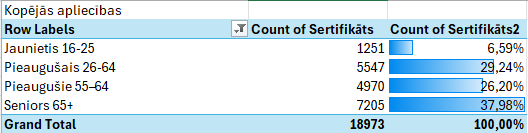 Kopējās apliecības
Row Labels Count of Sertifikāts Count of Sertifikāts2
Jaunietis 16-25 1251 6,59%
Pieaugušais 26-64 5547 29,24%
Pieaugušie 55–64 4970 26,20%
Seniors 65+ 7205 37,98%
Grand Total 18973 100,00%